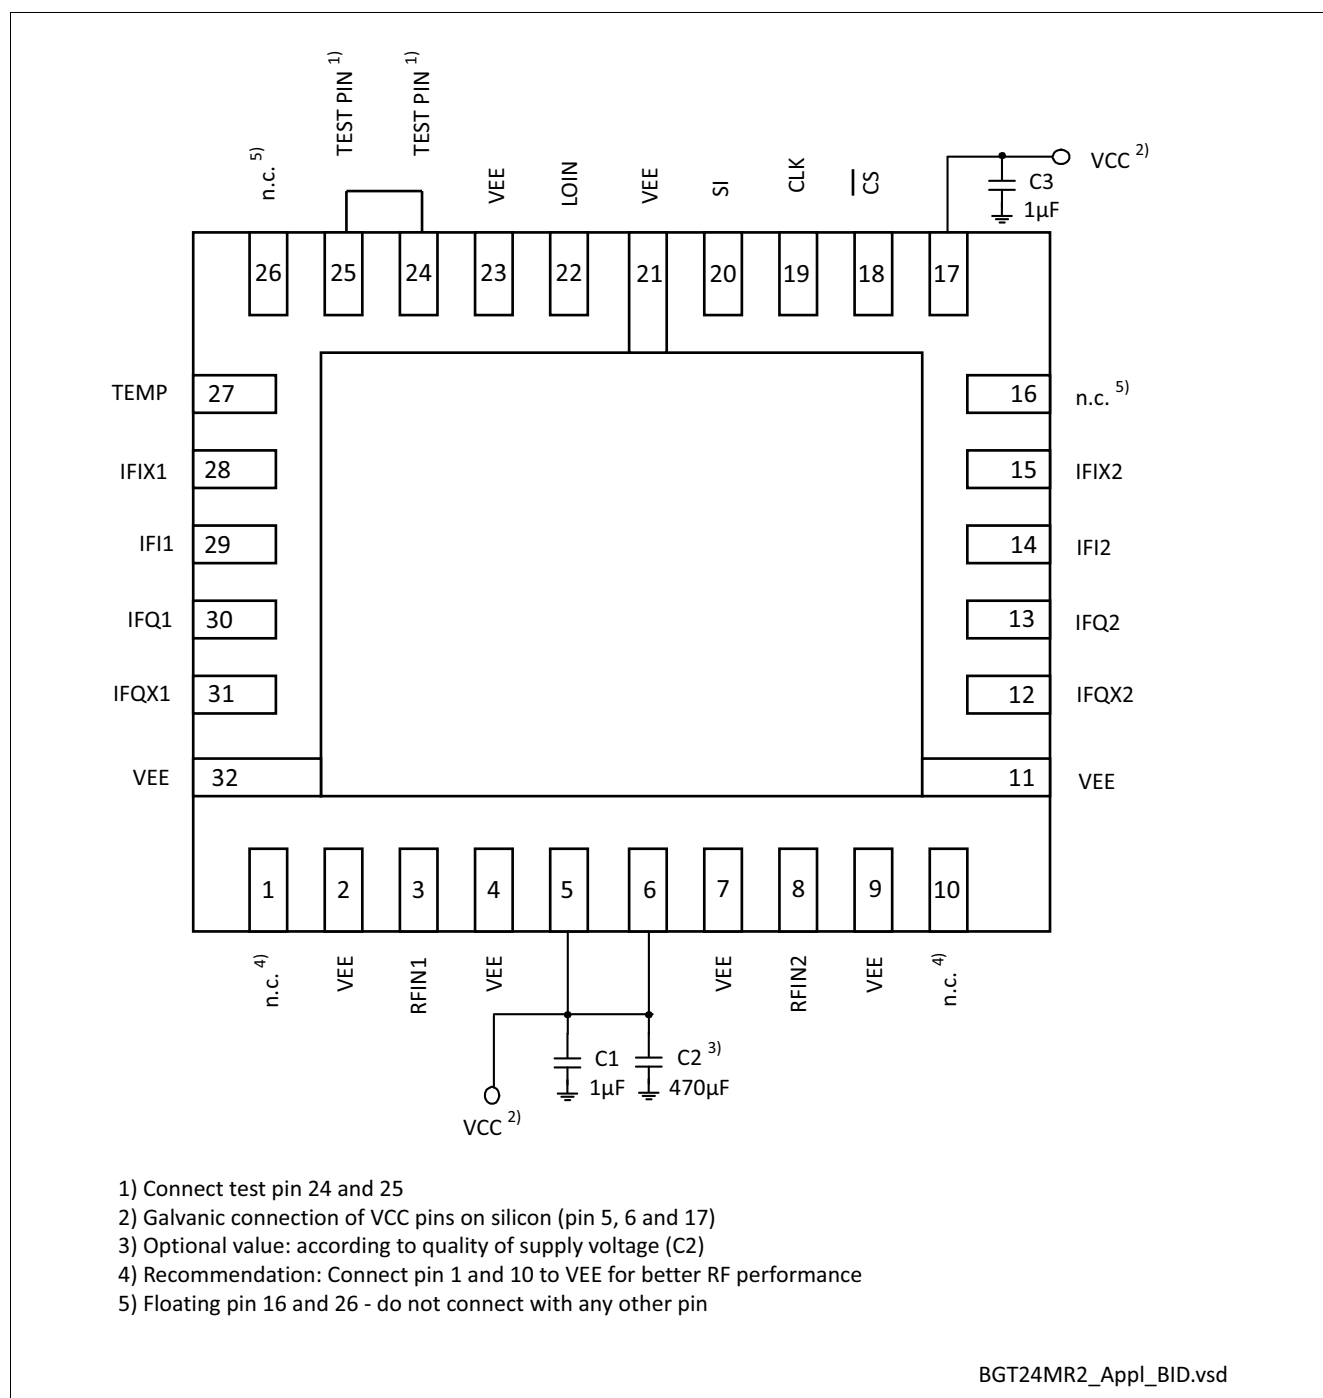 n.c. 5)
TEST PIN 1)
TEST PIN 1)
VEE
LOIN
VEE
SI
CLK
CS
VCC 2)
C3
1µF
26
25
24
23
22
21
20
19
18
17
TEMP
27
16
n.c. 5)
IFIX1
28
15
IFIX2
IFI1
29
14
IFI2
IFQ1
30
13
IFQ2
IFQX1
31
12
IFQX2
VEE
32
11
VEE
1
2
3
4
5
6
7
8
9
10
n.c. 4)
VEE
RFIN1
VEE
VEE
RFIN2
VEE
n.c. 4)
C1
1µF
C2 3)
470µF
VCC 2)
1) Connect test pin 24 and 25
2) Galvanic connection of VCC pins on silicon (pin 5, 6 and 17)
3) Optional value: according to quality of supply voltage (C2)
4) Recommendation: Connect pin 1 and 10 to VEE for better RF performance
5) Floating pin 16 and 26 - do not connect with any other pin
BGT24MR2_Appl_BID.vsd